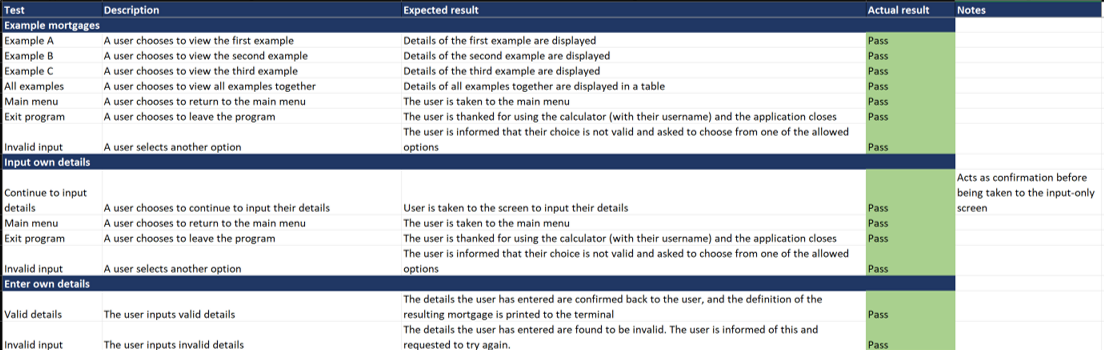 Test Description Expected result Actual result Notes
Example mortgages
Example A A user chooses to view the first example Details of the first example are displayed Pass
Example B A user chooses to view the second example Details of the second example are displayed Pass
Example C A user chooses to view the third example Details of the third example are displayed Pass
All examples A user chooses to view all examples together Details of all examples together are displayed in a table Pass
Main menu A user chooses to return to the main menu The user is taken to the main menu Pass
Exit program A user chooses to leave the program The user is thanked for using the calculator (with their username) and the application closes Pass
The user is informed that their choice is not valid and asked to choose from one of the allowed
Invalid input A user selects another option options Pass
Input own details
Acts as confirmation before
Continue to input being taken to the input-only
details A user chooses to continue to input their details User is taken to the screen to input their details Pass screen
Main menu A user chooses to return to the main menu The user is taken to the main menu Pass
Exit program A user chooses to leave the program The user is thanked for using the calculator (with their username) and the application closes Pass
The user is informed that their choice is not valid and asked to choose from one of the allowed
Invalid input A user selects another option options Pass
Enter own details
The details the user has entered are confirmed back to the user, and the definition of the
Valid details The user inputs valid details resulting mortgage is printed to the terminal Pass
The details the user has entered are found to be invalid. The user is informed of this and
Invalid input The user inputs invalid details requested to try again. Pass